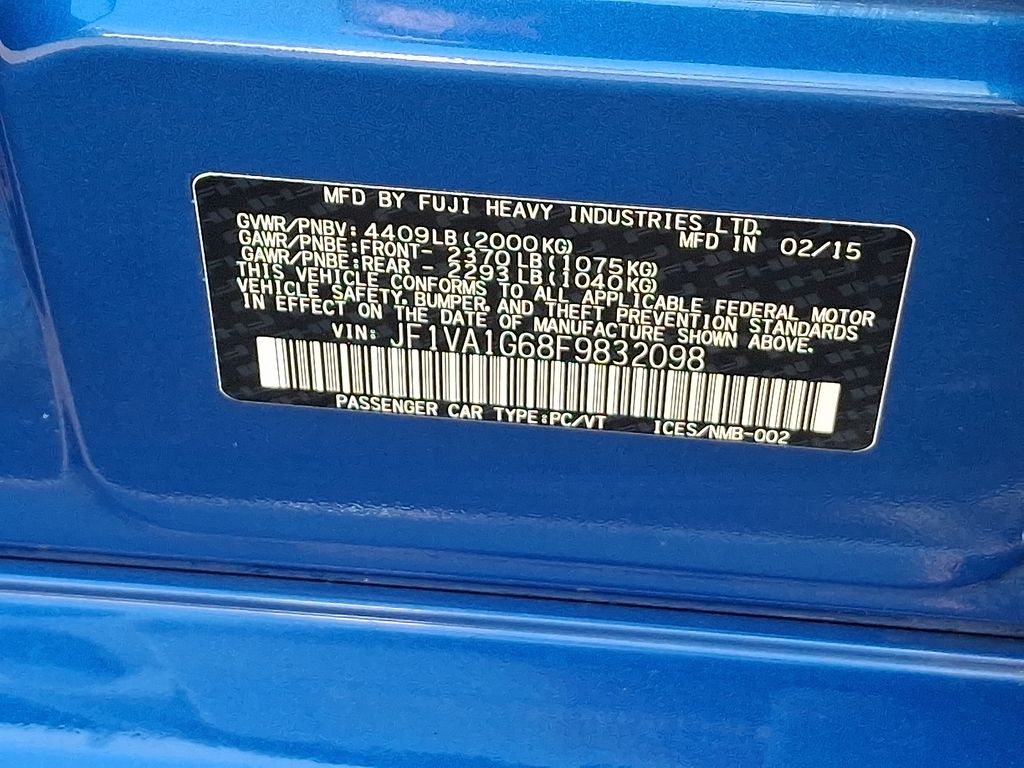 MFD BY FUJI HEAVY INDUSTRIES LTD.
GVWR/PNBV: 4409LB(2000KG) MFD IN 02/15
GAWR/PNBE:FRONT- 2370LB(1075KG)
GAWR/PNBE:REAR - 2293LB(1040KG)
THIS VEHICLE CONFORMS TO ALL APPLICABLE FEDERAL MOTOR
VEHICLE SAFETY, BUMPER, AND THEFT PREVENTION STANDARDS
IN EFFECT ON THE DATE OF MANUFACTURE SHOWN ABOVE.
VIN: JF1VA1G68F9832098
PASSENGER CAR TYPE:PC/VT ICES/NMB-002